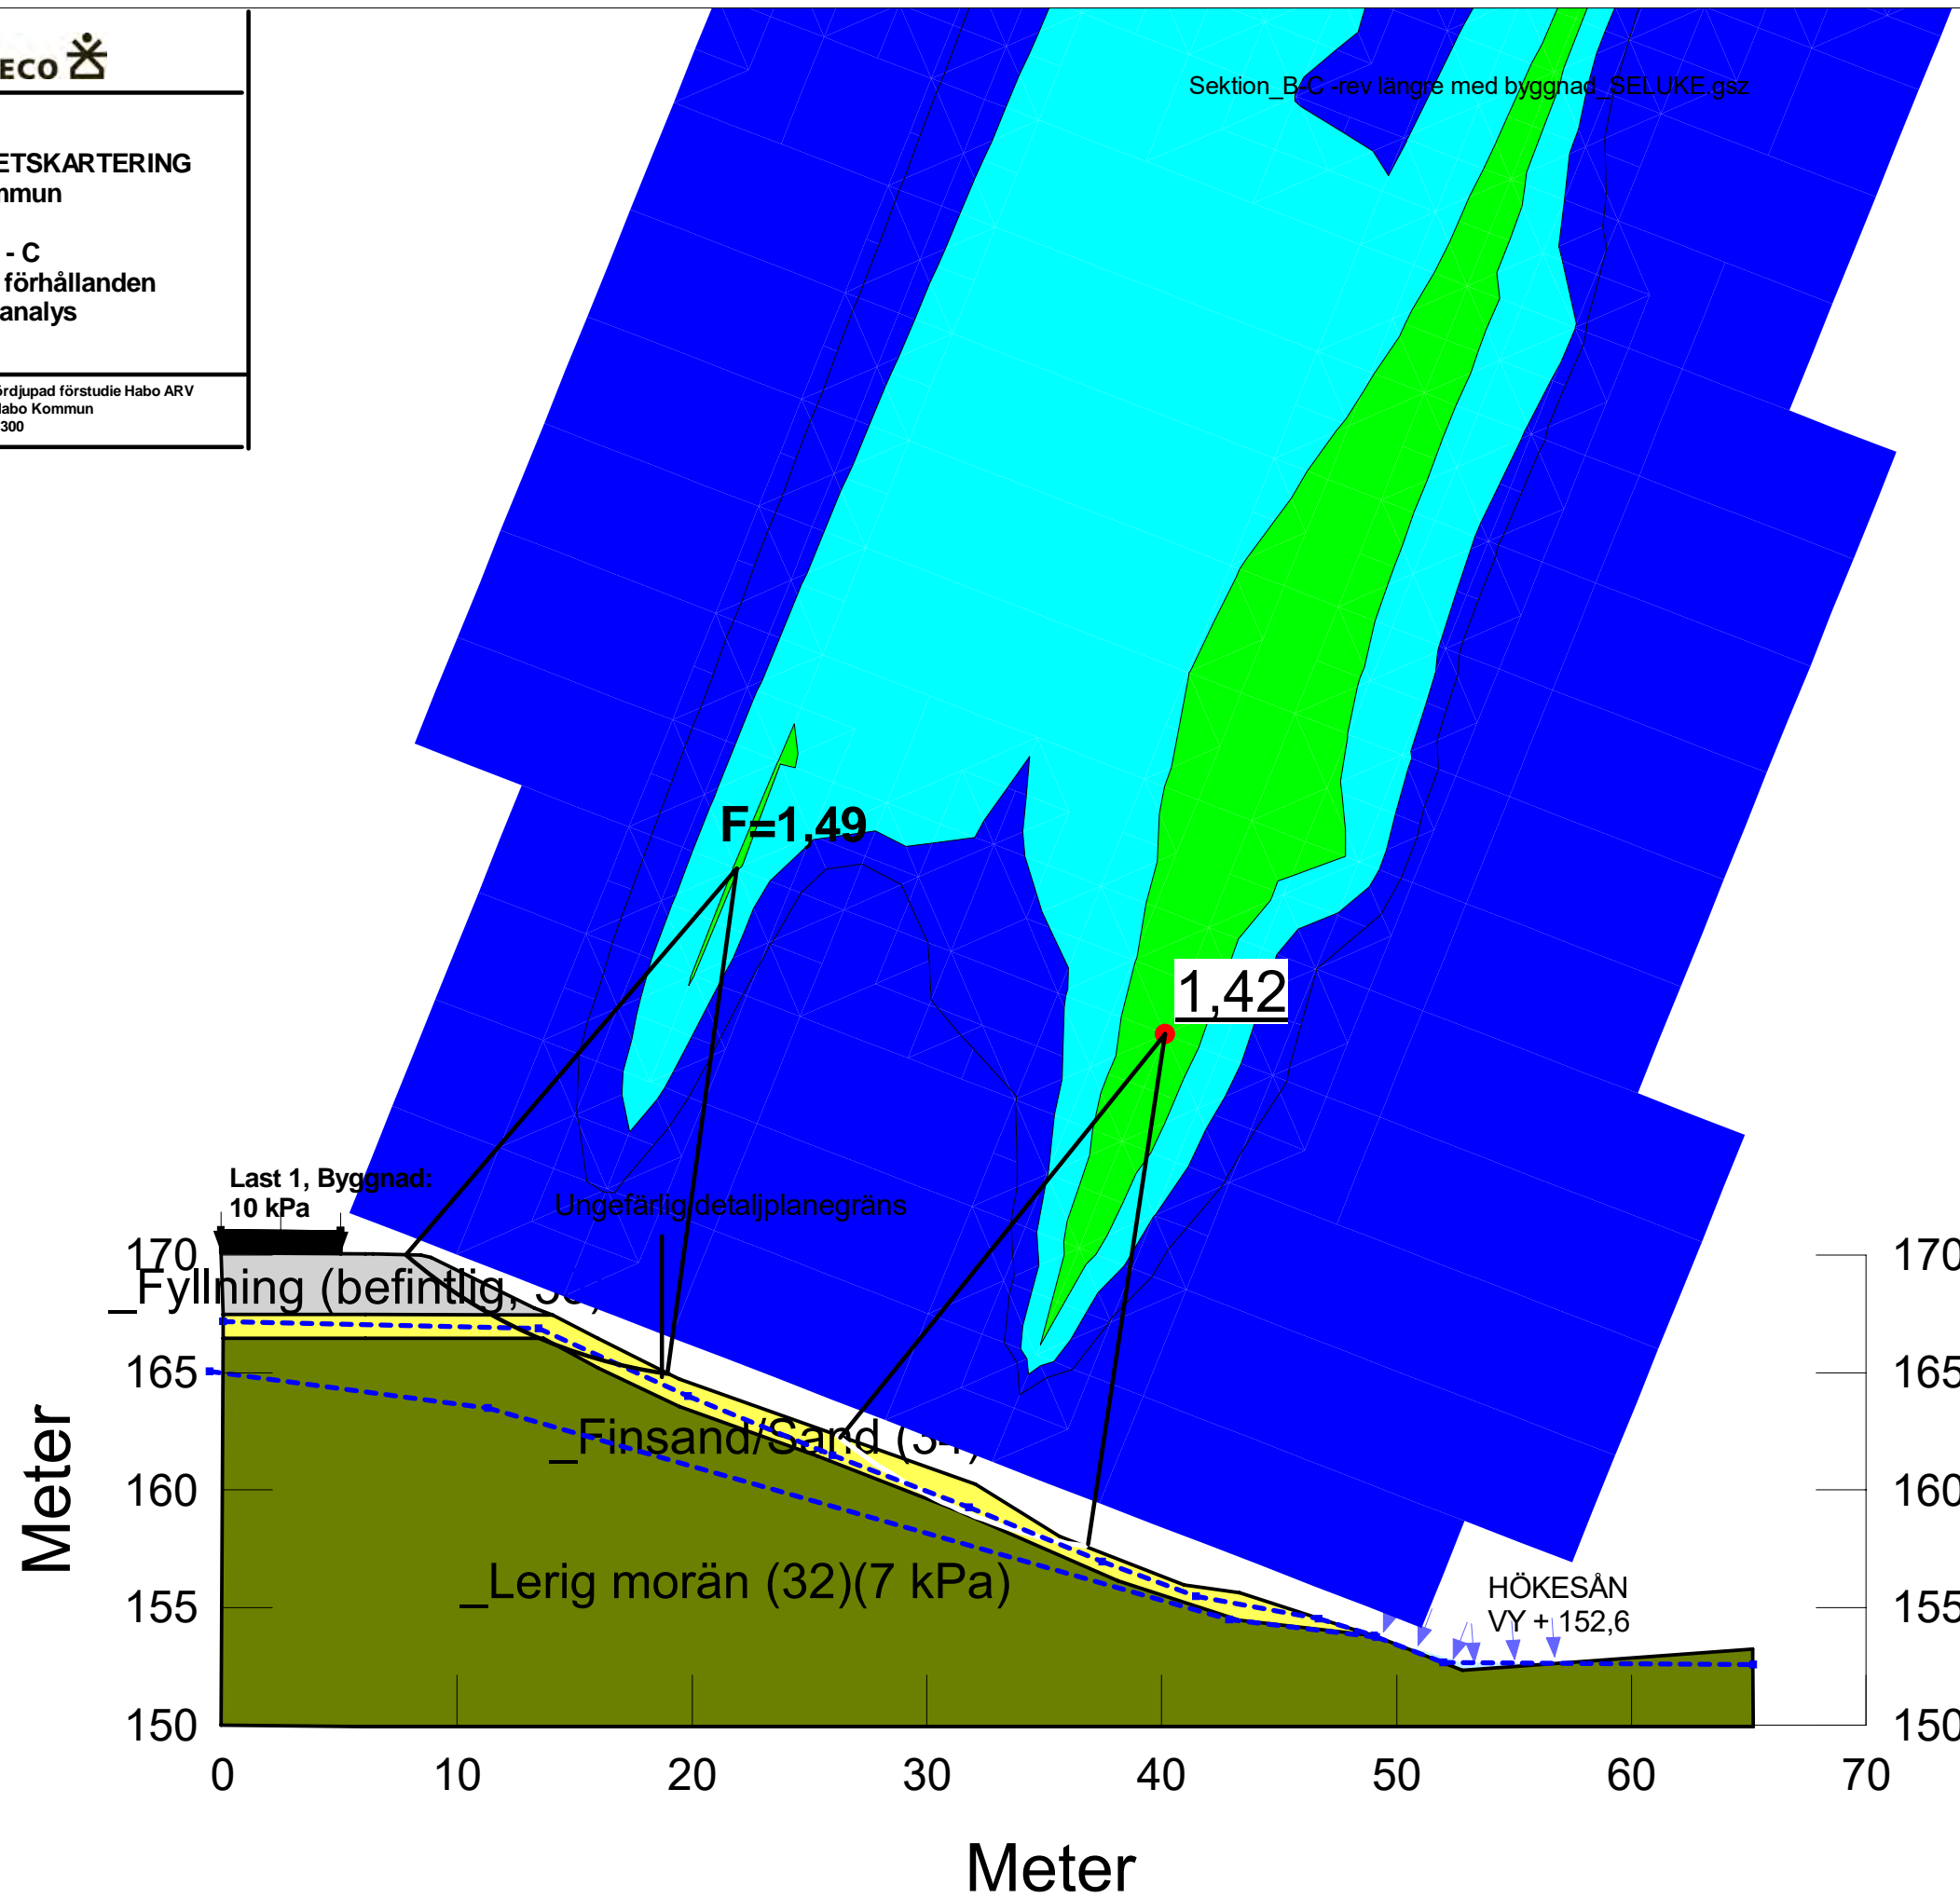 ECO
ETSKARTERING
mmun
- C
förhållanden
analys
ördjupad förstudie Habo ARV
Habo Kommun
300
Sektion_B-C -rev längre med byggnad_SELUKE.gsz
F=1,49
1,42
Last 1, Byggnad:
10 kPa
Ungefärlig detaljplanegräns
170
170
_Fyllning (befintlig,
165
165
_Finsand/Sand (34)
160
160
_Lerig morän (32)(7 kPa)
HÖKESÅN
VY + 152,6
155
155
150
150
Meter
0 10 20 30 40 50 60 70
Meter